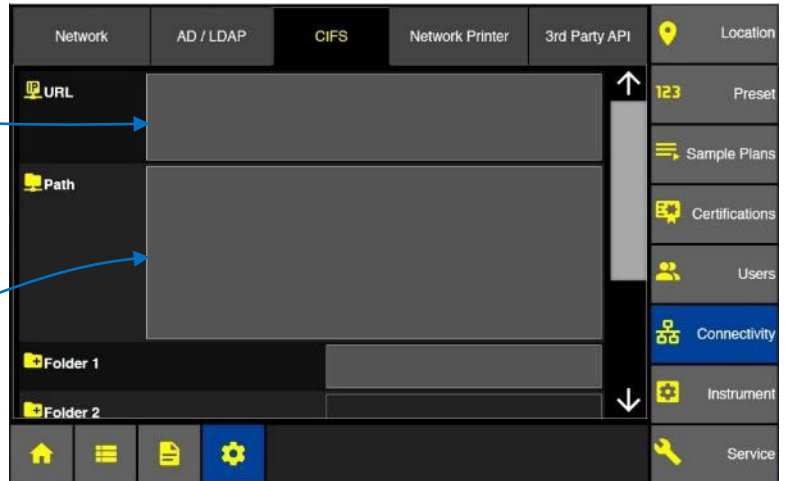 Network
AD / LDAP
CIFS
Network Printer
3rd Party API
IP URL
Path
Folder 1
Folder 2
Location
123 Preset
Sample Plans
Certifications
Users
Connectivity
Instrument
Service